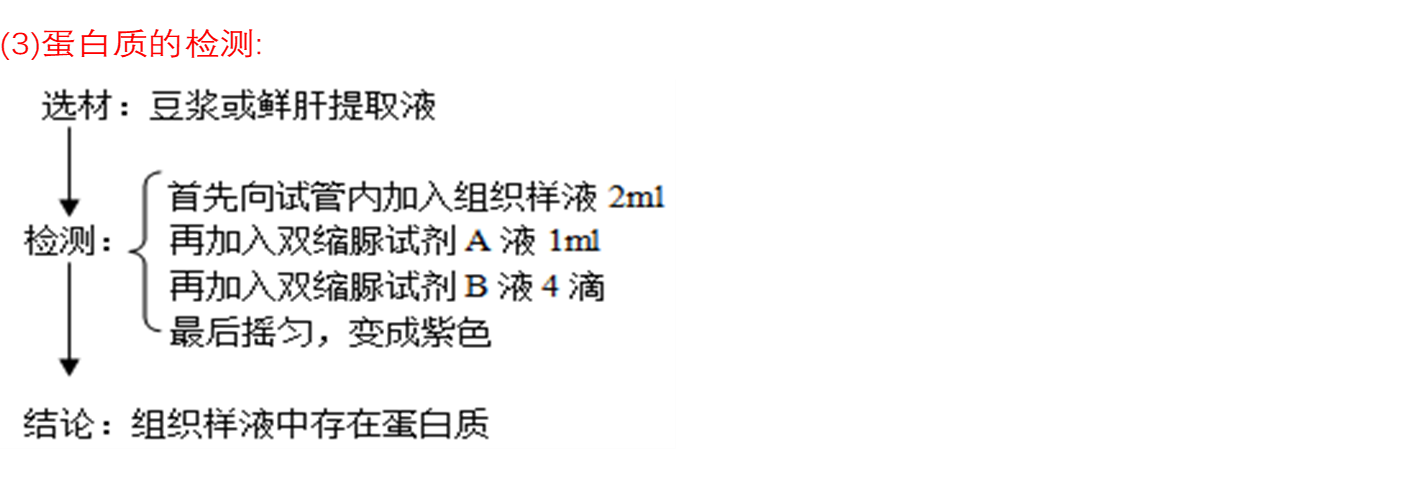 (3)蛋白质的检测:
选材：豆浆或鲜肝提取液
首先向试管内加入组织样液 2ml
再加入双缩脲试剂 A 液 1ml
检测：
再加入双缩脲试剂 B 液 4 滴
最后摇匀，变成紫色
结论：组织样液中存在蛋白质